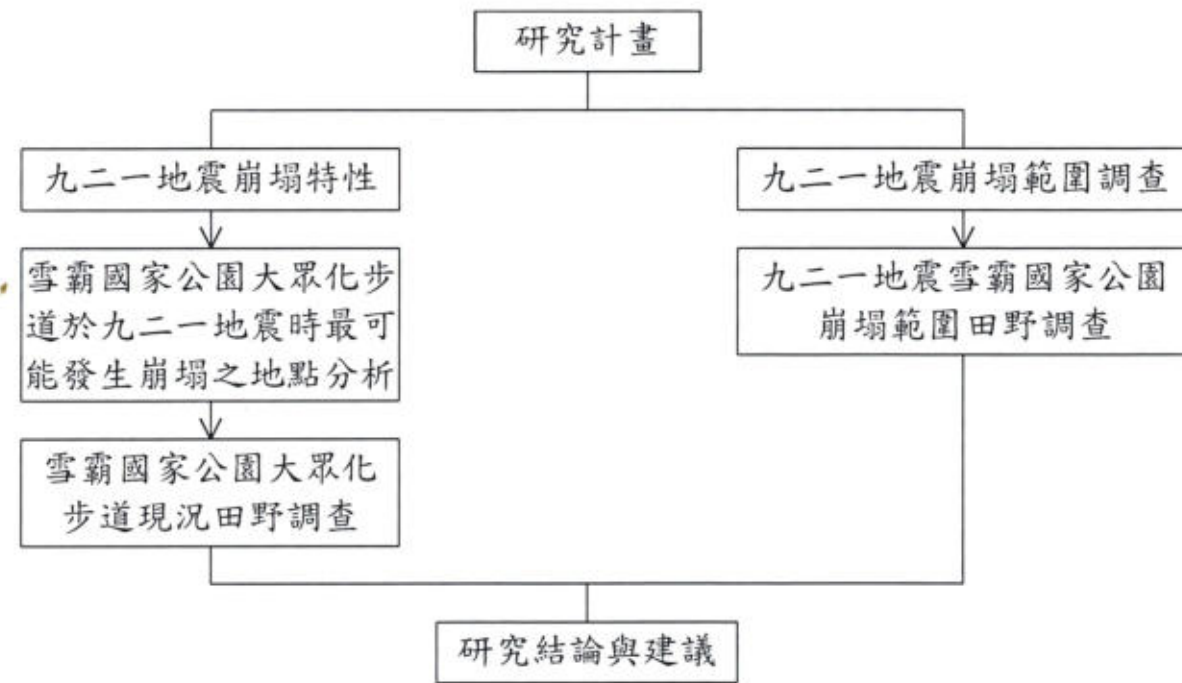 研究計畫
九二一地震崩塌特性
雪霸國家公園大眾化步
道於九二一地震時最可
能發生崩塌之地點分析
雪霸國家公園大眾化
步道現況田野調查
九二一地震崩塌範圍調查
九二一地震雪霸國家公園
崩塌範圍田野調查
研究結論與建議